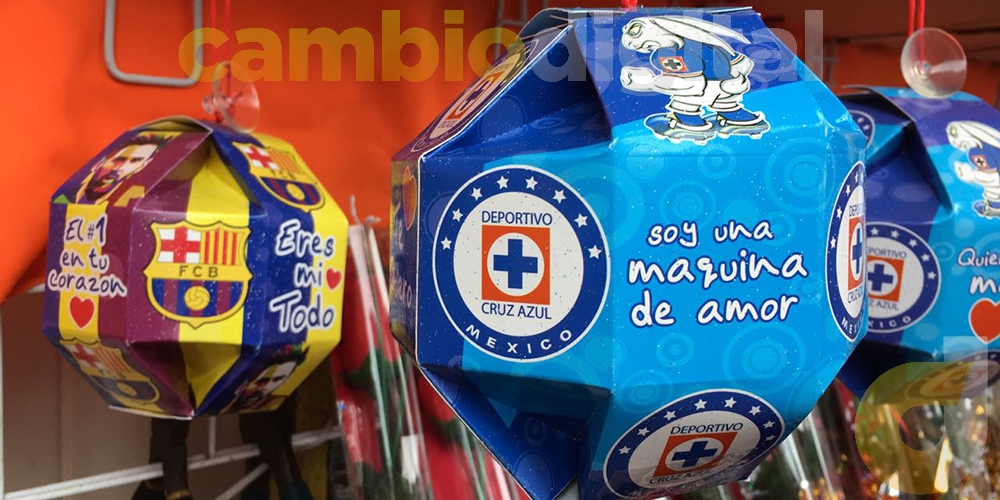 cambiodigital
El #1
en tu
corazon
FCB
Eres
mi
Todo
DEPORTIVO
CRUZ AZUL
MEXICO
soy una
maquina
de amor
DEPORTIVO
CRUZ AZUL
DEPORTIVO
CRUZ AZUL
MEXICO